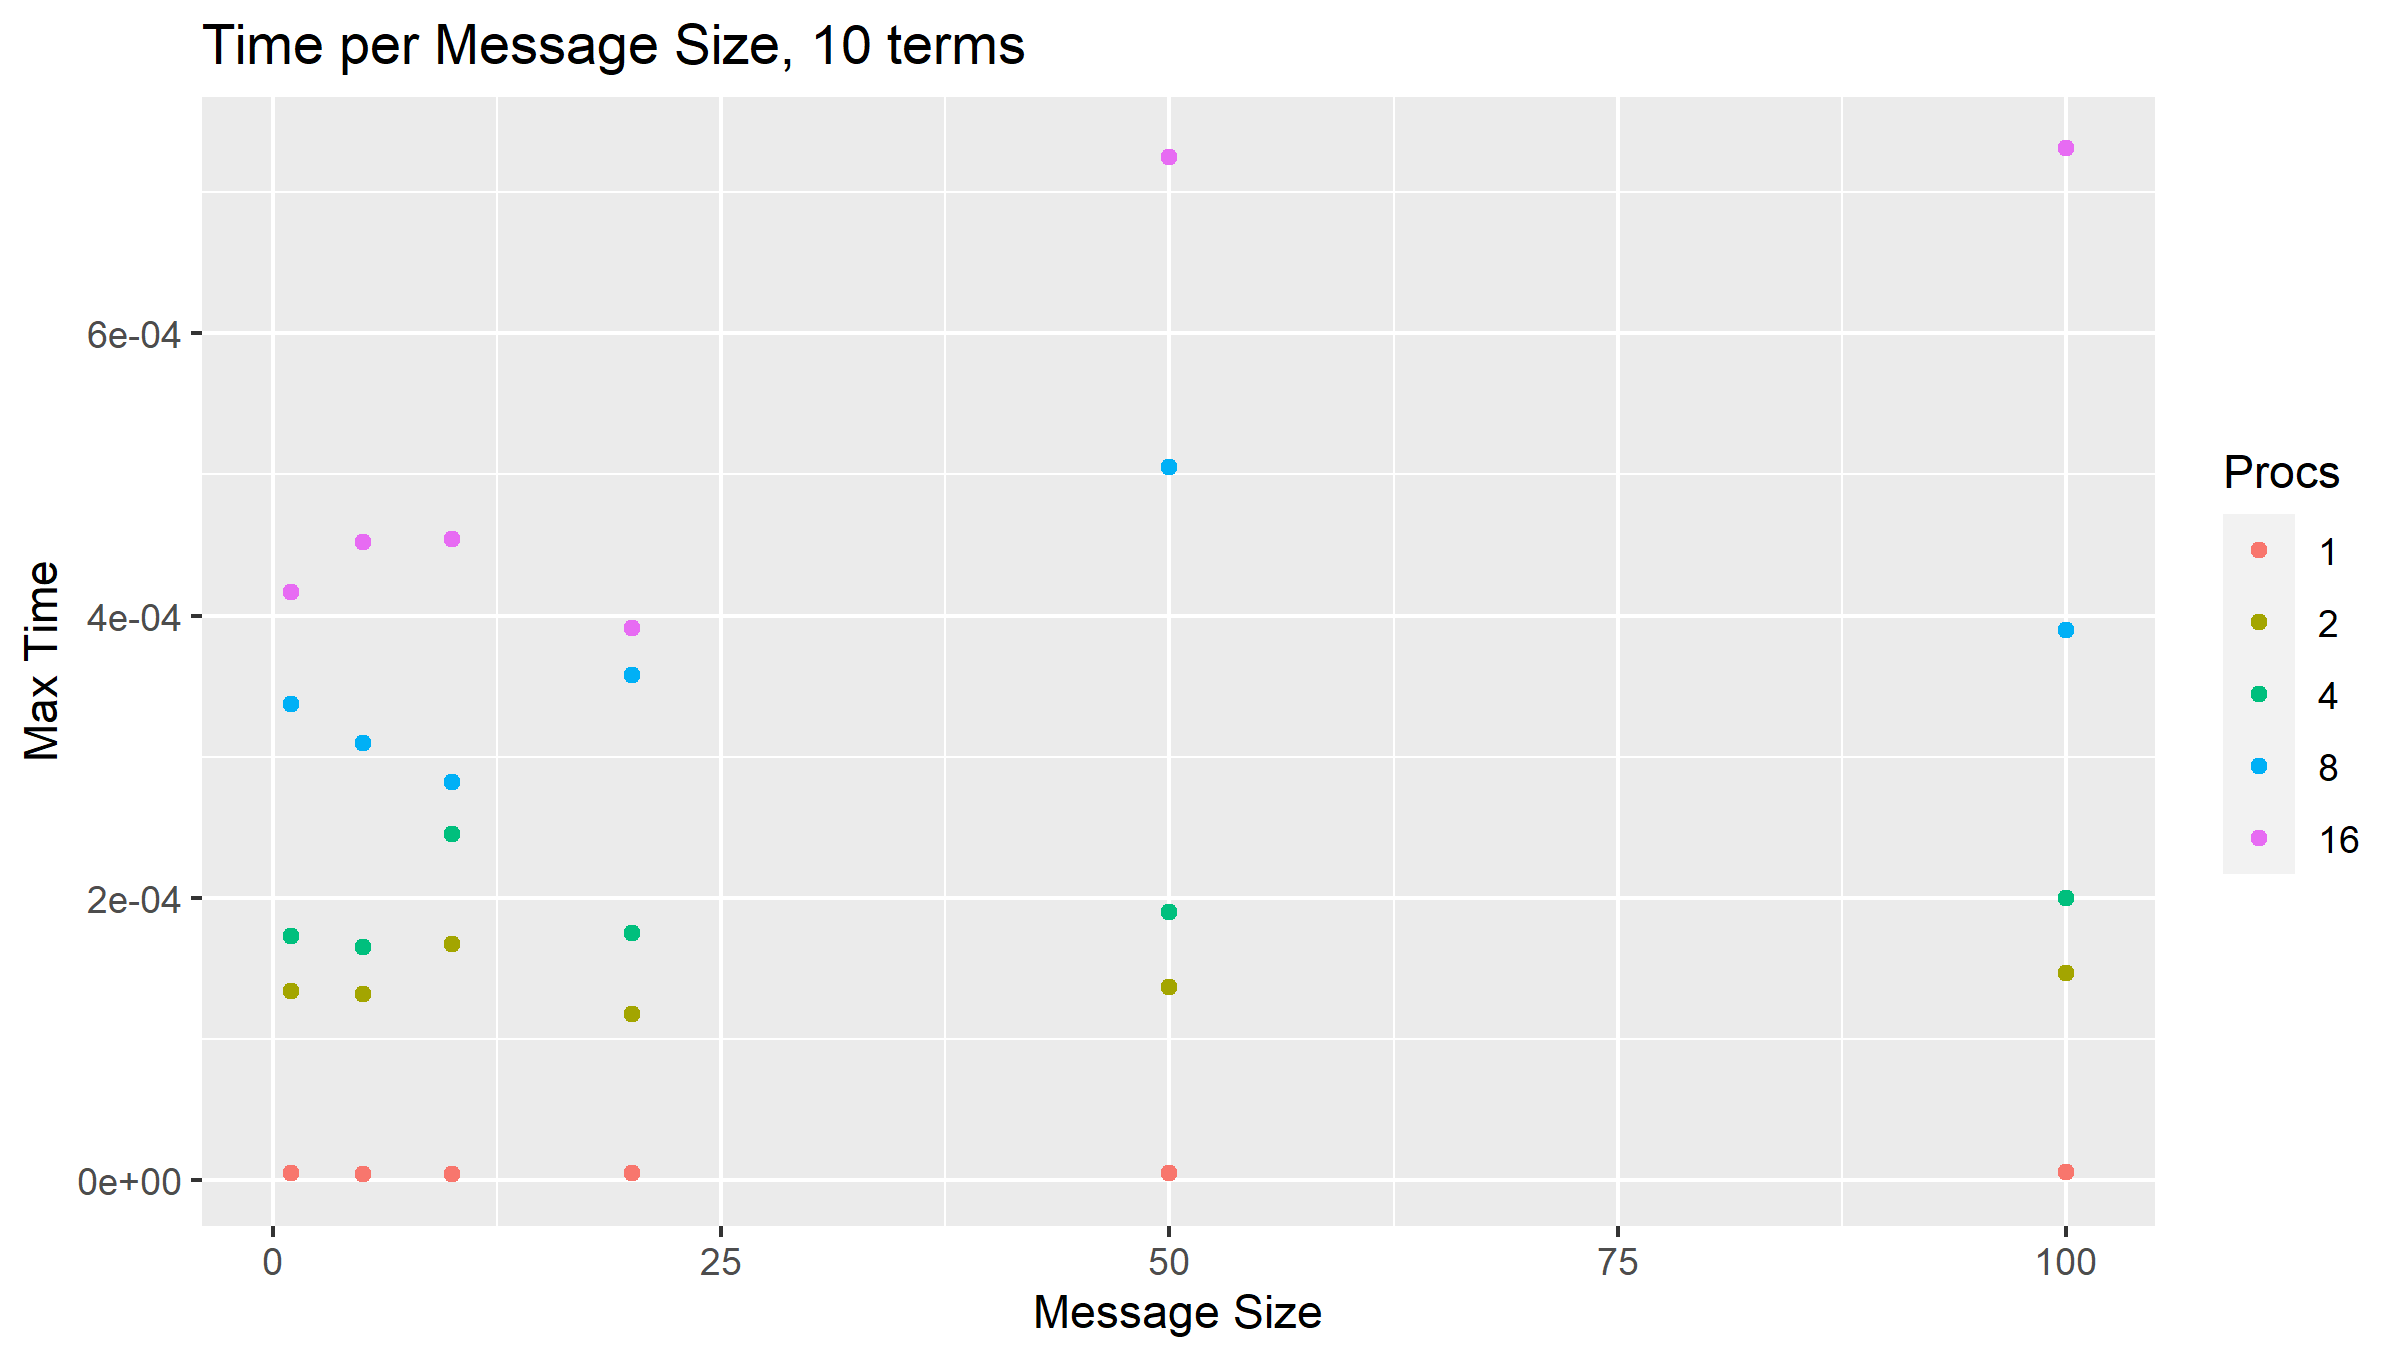 Time per Message Size, 10 terms
Max Time
6e-04
4e-04
2e-04
0e+00
0
25
50
75
100
Message Size
Procs
1
2
4
8
16